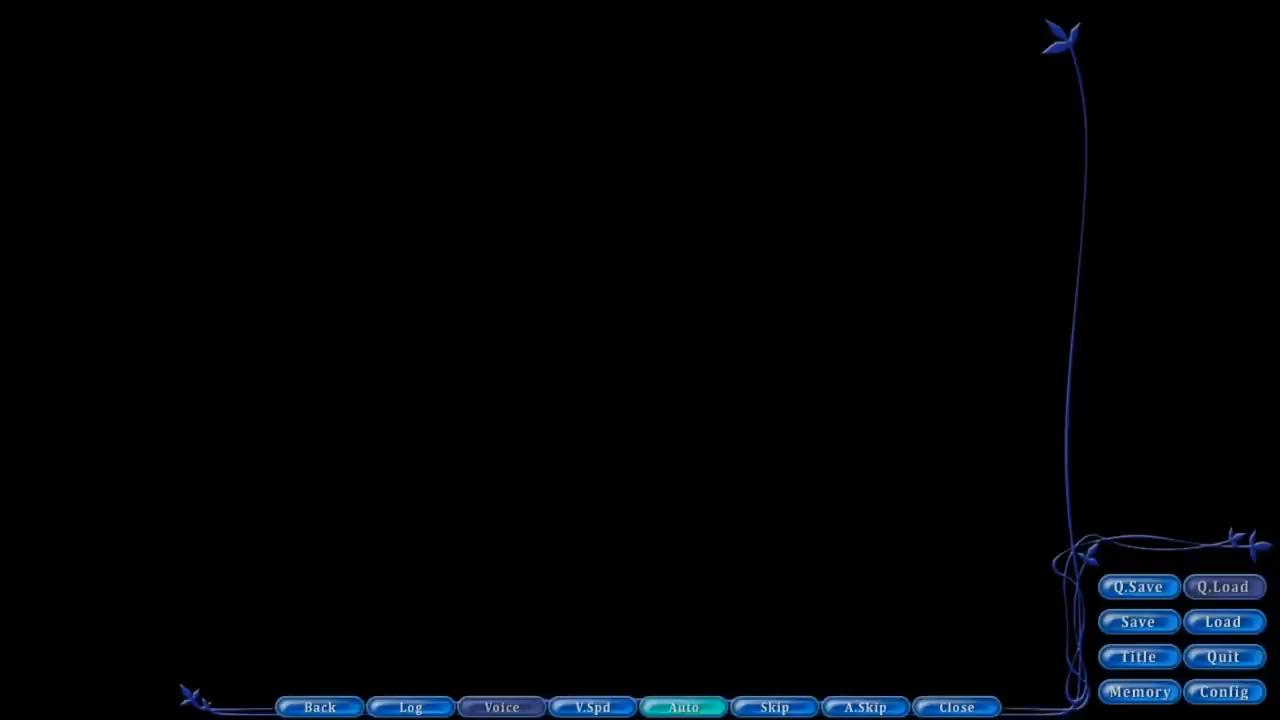 Q.Save Q.Load
Save Load
Title Quit
Memory Config
Back Log Voice V.Spd Auto Skip A.Skip Close